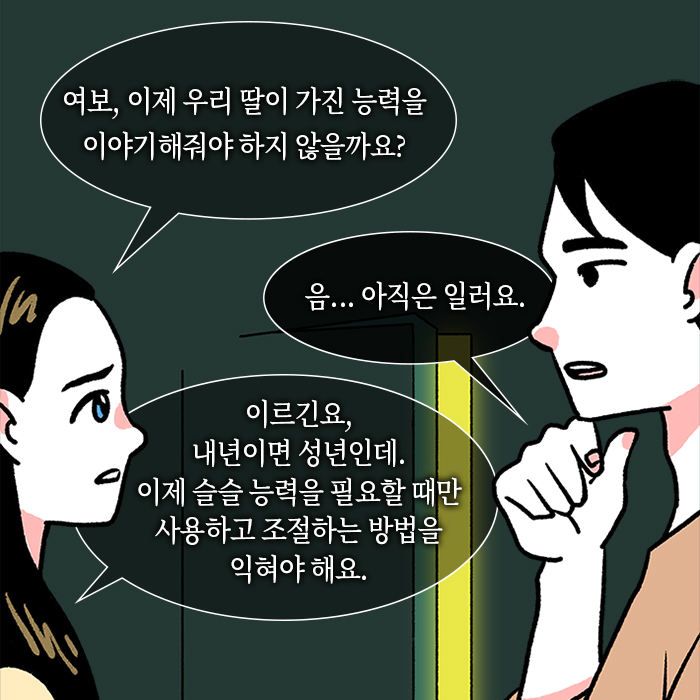 여보, 이제 우리 딸이 가진 능력을
이야기해줘야 하지 않을까요?
음... 아직은 일러요.
이르긴요,
내년이면 성년인데.
이제 슬슬 능력을 필요할 때만
사용하고 조절하는 방법을
익혀야 해요.